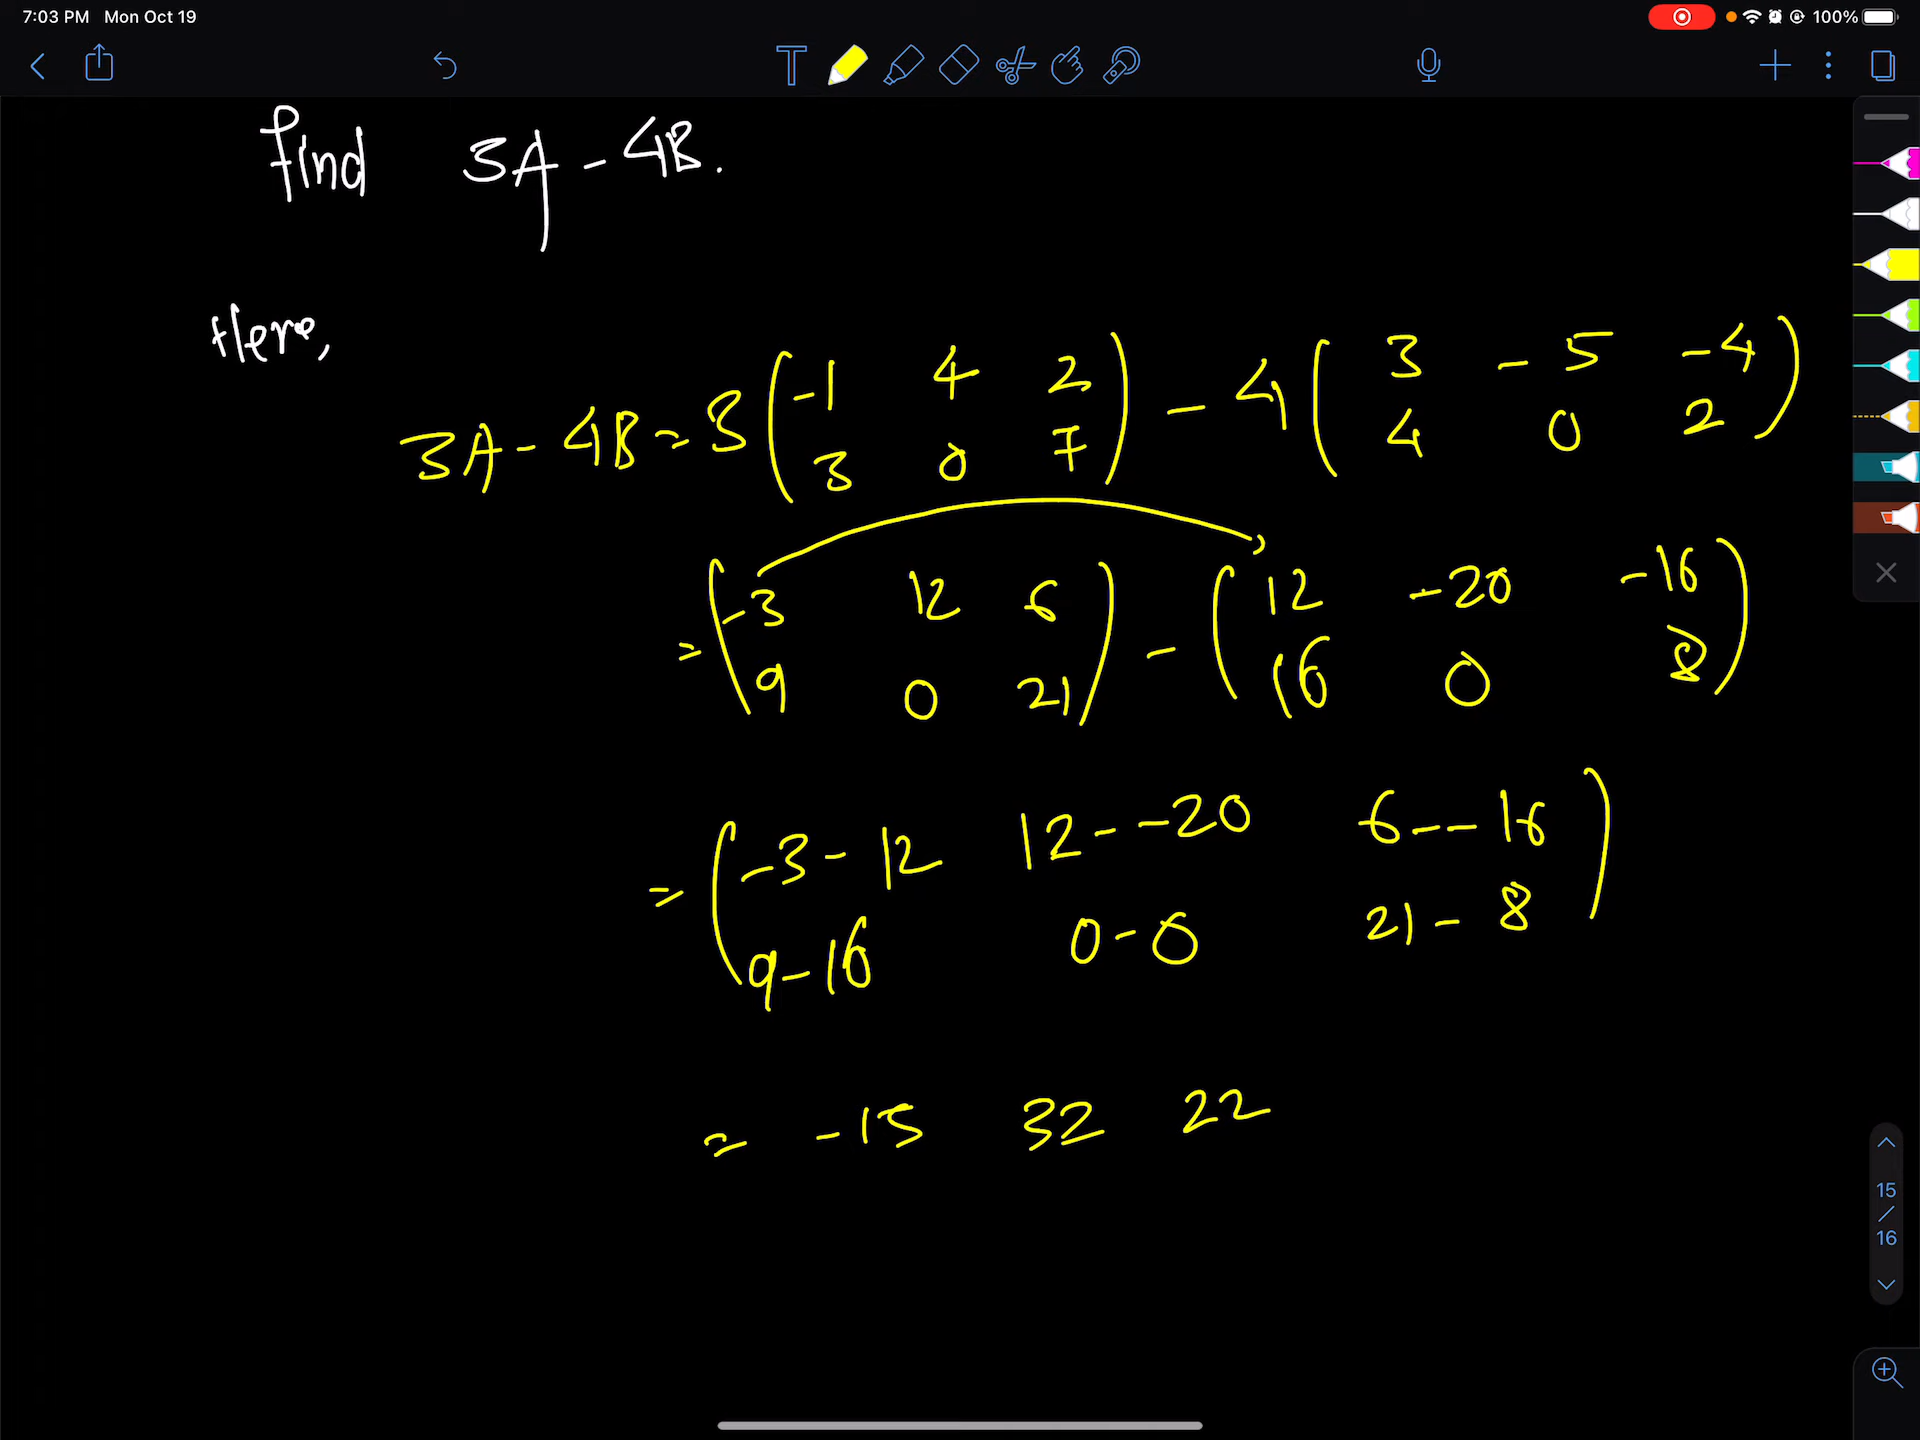 7:03 PM Mon Oct 19 100%
T
find 3A - 4B.
Here,
3A - 4B = 3 ( -1 4 2 ) - 4 ( 3 -5 -4 )
3 0 7 4 0 2
= ( -3 12 6 ) - ( 12 -20 -16 )
9 0 21 16 0 8
= ( -3 - 12 12 - -20 6 - - 16 )
9 - 16 0 - 0 21 - 8
= -15 32 22
15
/
16